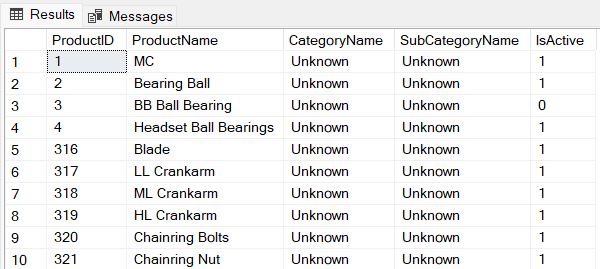 Results Messages
ProductID ProductName CategoryName SubCategoryName IsActive
1 1 MC Unknown Unknown 1
2 2 Bearing Ball Unknown Unknown 1
3 3 BB Ball Bearing Unknown Unknown 0
4 4 Headset Ball Bearings Unknown Unknown 1
5 316 Blade Unknown Unknown 1
6 317 LL Crankarm Unknown Unknown 1
7 318 ML Crankarm Unknown Unknown 1
8 319 HL Crankarm Unknown Unknown 1
9 320 Chainring Bolts Unknown Unknown 1
10 321 Chainring Nut Unknown Unknown 1